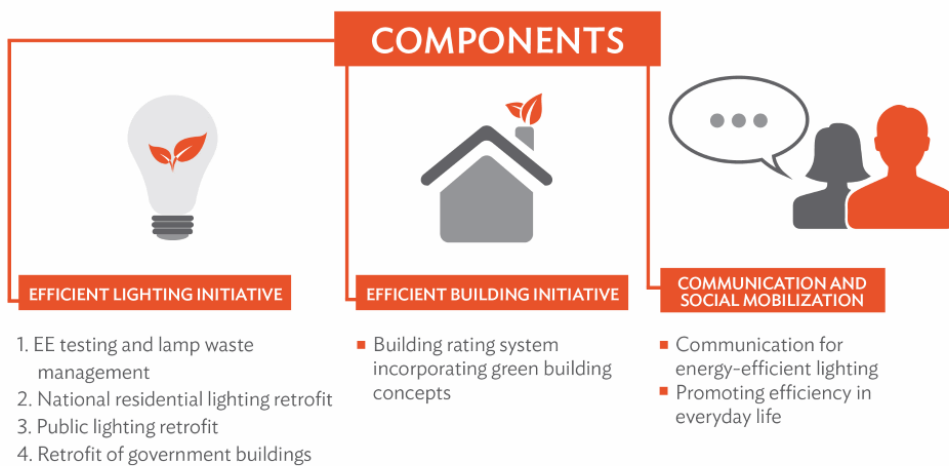 COMPONENTS
EFFICIENT LIGHTING INITIATIVE
1. EE testing and lamp waste
management
2. National residential lighting retrofit
3. Public lighting retrofit
4. Retrofit of government buildings
EFFICIENT BUILDING INITIATIVE
■ Building rating system
incorporating green building
concepts
COMMUNICATION AND
SOCIAL MOBILIZATION
■ Communication for
energy-efficient lighting
■ Promoting efficiency in
everyday life